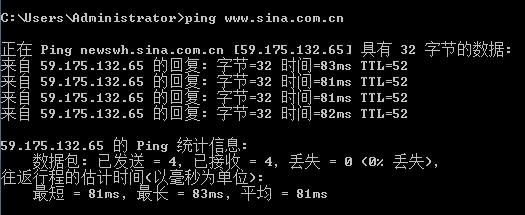 C:\Users\Administrator>ping www.sina.com.cn
正在 Ping newswh.sina.com.cn [59.175.132.65] 具有 32 字节的数据:
来自 59.175.132.65 的回复: 字节=32 时间=83ms TTL=52
来自 59.175.132.65 的回复: 字节=32 时间=81ms TTL=52
来自 59.175.132.65 的回复: 字节=32 时间=81ms TTL=52
来自 59.175.132.65 的回复: 字节=32 时间=82ms TTL=52
59.175.132.65 的 Ping 统计信息:
数据包: 已发送 = 4，已接收 = 4，丢失 = 0 (0% 丢失)，
往返行程的估计时间(以毫秒为单位):
最短 = 81ms，最长 = 83ms，平均 = 81ms